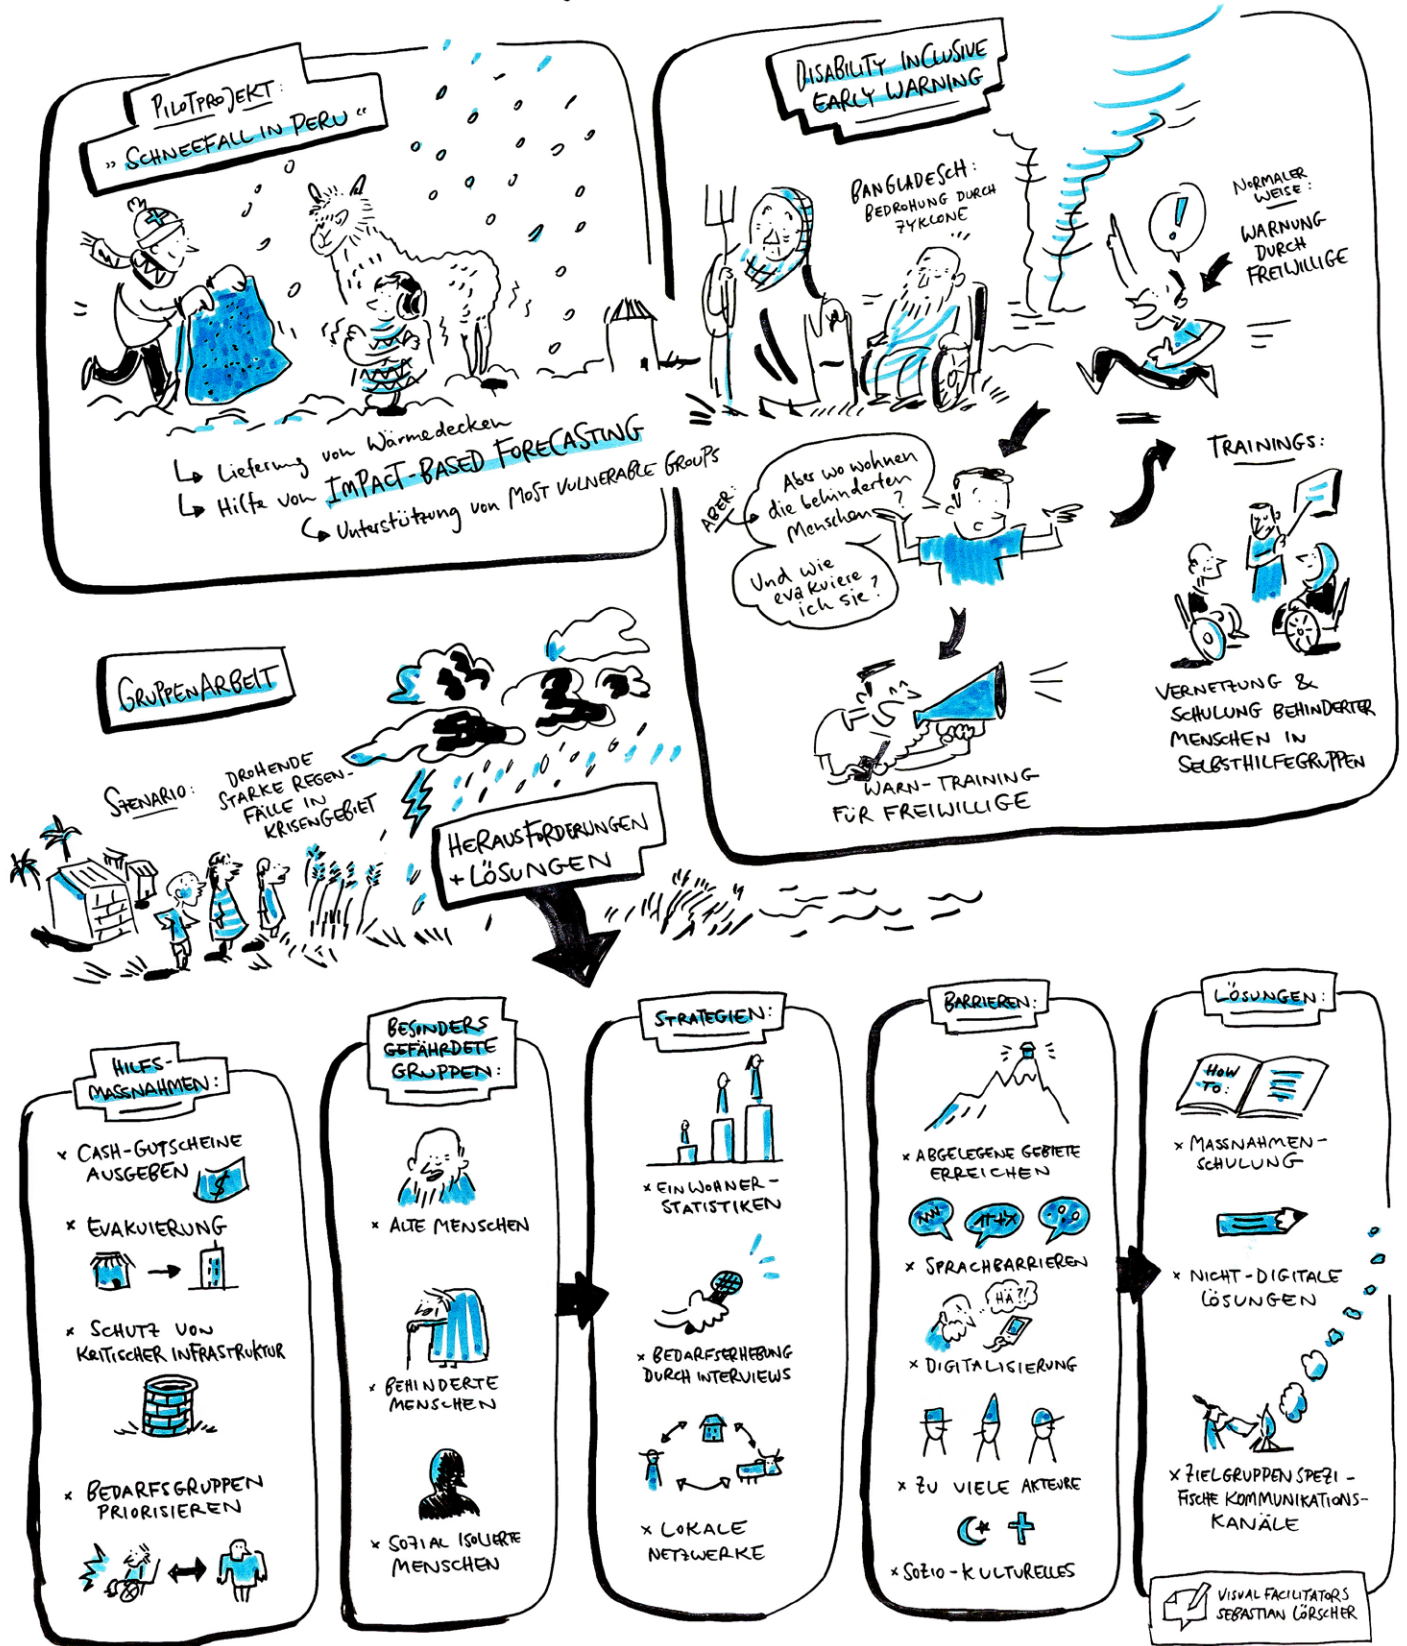 PILOTPROJEKT:
„SCHNEEFALL IN PERU“
Lieferung von Wärmedecken
Hilfe von IMPACT-BASED FORECASTING
Unterstützung von MOST VULNERABLE GROUPS
DISABILITY INCLUSIVE
EARLY WARNING
BANGLADESCH:
BEDROHUNG DURCH
ZYKLONE
!
NORMALER
WEISE:
WARNUNG
DURCH
FREIWILLIGE
ABER:
Aber wo wohnen
die behinderten
Menschen?
Und wie
evakuiere
ich sie?
WARN-TRAINING
FÜR FREIWILLIGE
TRAININGS:
VERNETZUNG &
SCHULUNG BEHINDERTER
MENSCHEN IN
SELBSTHILFEGRUPPEN
GRUPPENARBEIT
SZENARIO:
DROHENDE
STARKE REGEN-
FÄLLE IN
KRISENGEBIET
HERAUSFORDERUNGEN
+ LÖSUNGEN
HILFS-
MASSNAHMEN:
x CASH-GUTSCHEINE
AUSGEBEN
$
x EVAKUIERUNG
x SCHUTZ VON
KRITISCHER INFRASTRUKTUR
x BEDARFSGRUPPEN
PRIORISIEREN
BESONDERS
GEFÄHRDETE
GRUPPEN:
x ALTE MENSCHEN
x BEHINDERTE
MENSCHEN
x SOZIAL ISOLIERTE
MENSCHEN
STRATEGIEN:
x EINWOHNER-
STATISTIKEN
x BEDARFSERHEBUNG
DURCH INTERVIEWS
x LOKALE
NETZWERKE
BARRIEREN:
x ABGELEGENE GEBIETE
ERREICHEN
x SPRACHBARRIEREN
HÄ?!
x DIGITALISIERUNG
x ZU VIELE AKTEURE
x SOZIO-KULTURELLES
LÖSUNGEN:
HOW
TO:
x MASSNAHMEN-
SCHULUNG
x NICHT-DIGITALE
LÖSUNGEN
x ZIELGRUPPENSPEZI-
FISCHE KOMMUNIKATIONS-
KANÄLE
VISUAL FACILITATORS
SEBASTIAN LÖRSCHER